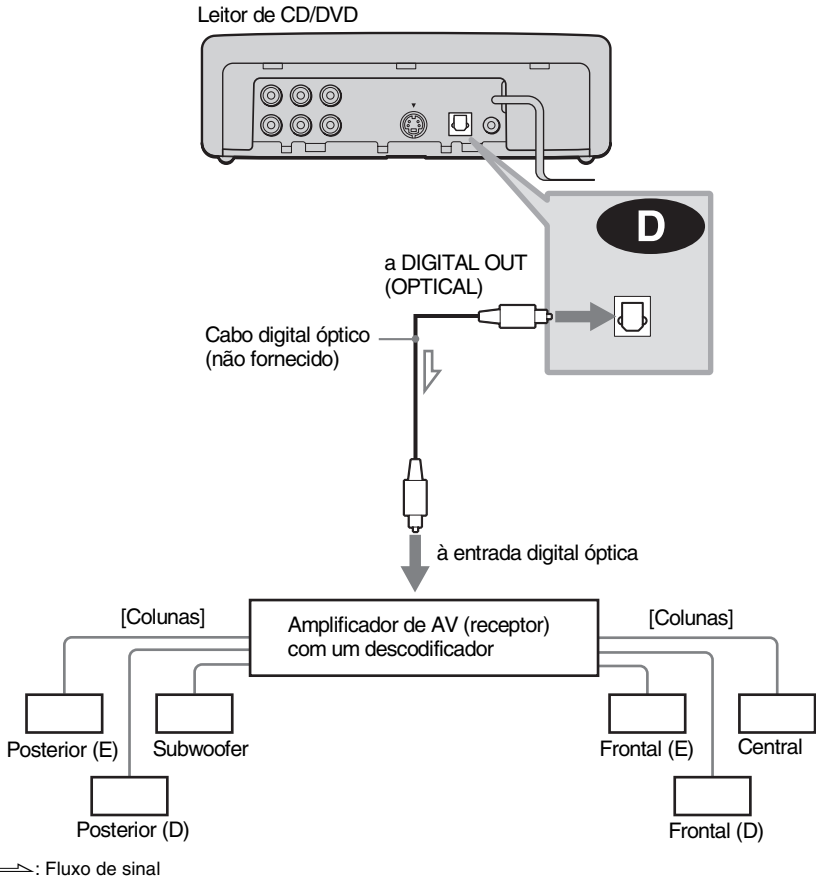 Leitor de CD/DVD
D
a DIGITAL OUT
(OPTICAL)
Cabo digital óptico
(não fornecido)
à entrada digital óptica
[Colunas]
Amplificador de AV (receptor)
com um descodificador
[Colunas]
Posterior (E)
Subwoofer
Frontal (E)
Central
Posterior (D)
Frontal (D)
: Fluxo de sinal